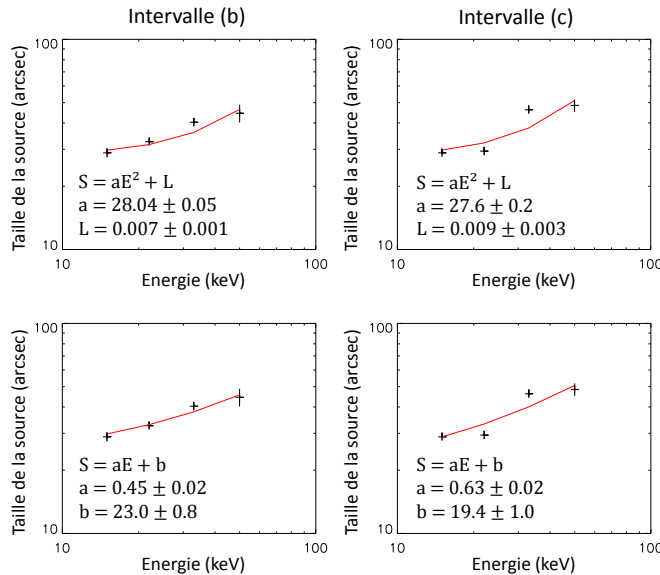 Intervalle (b)
Intervalle (c)
Taille de la source (arcsec)
100
10
S = aE² + L
a = 28.04 ± 0.05
L = 0.007 ± 0.001
10
100
Energie (keV)
Taille de la source (arcsec)
100
10
S = aE² + L
a = 27.6 ± 0.2
L = 0.009 ± 0.003
10
100
Energie (keV)
Taille de la source (arcsec)
100
10
S = aE + b
a = 0.45 ± 0.02
b = 23.0 ± 0.8
10
100
Energie (keV)
Taille de la source (arcsec)
100
10
S = aE + b
a = 0.63 ± 0.02
b = 19.4 ± 1.0
10
100
Energie (keV)